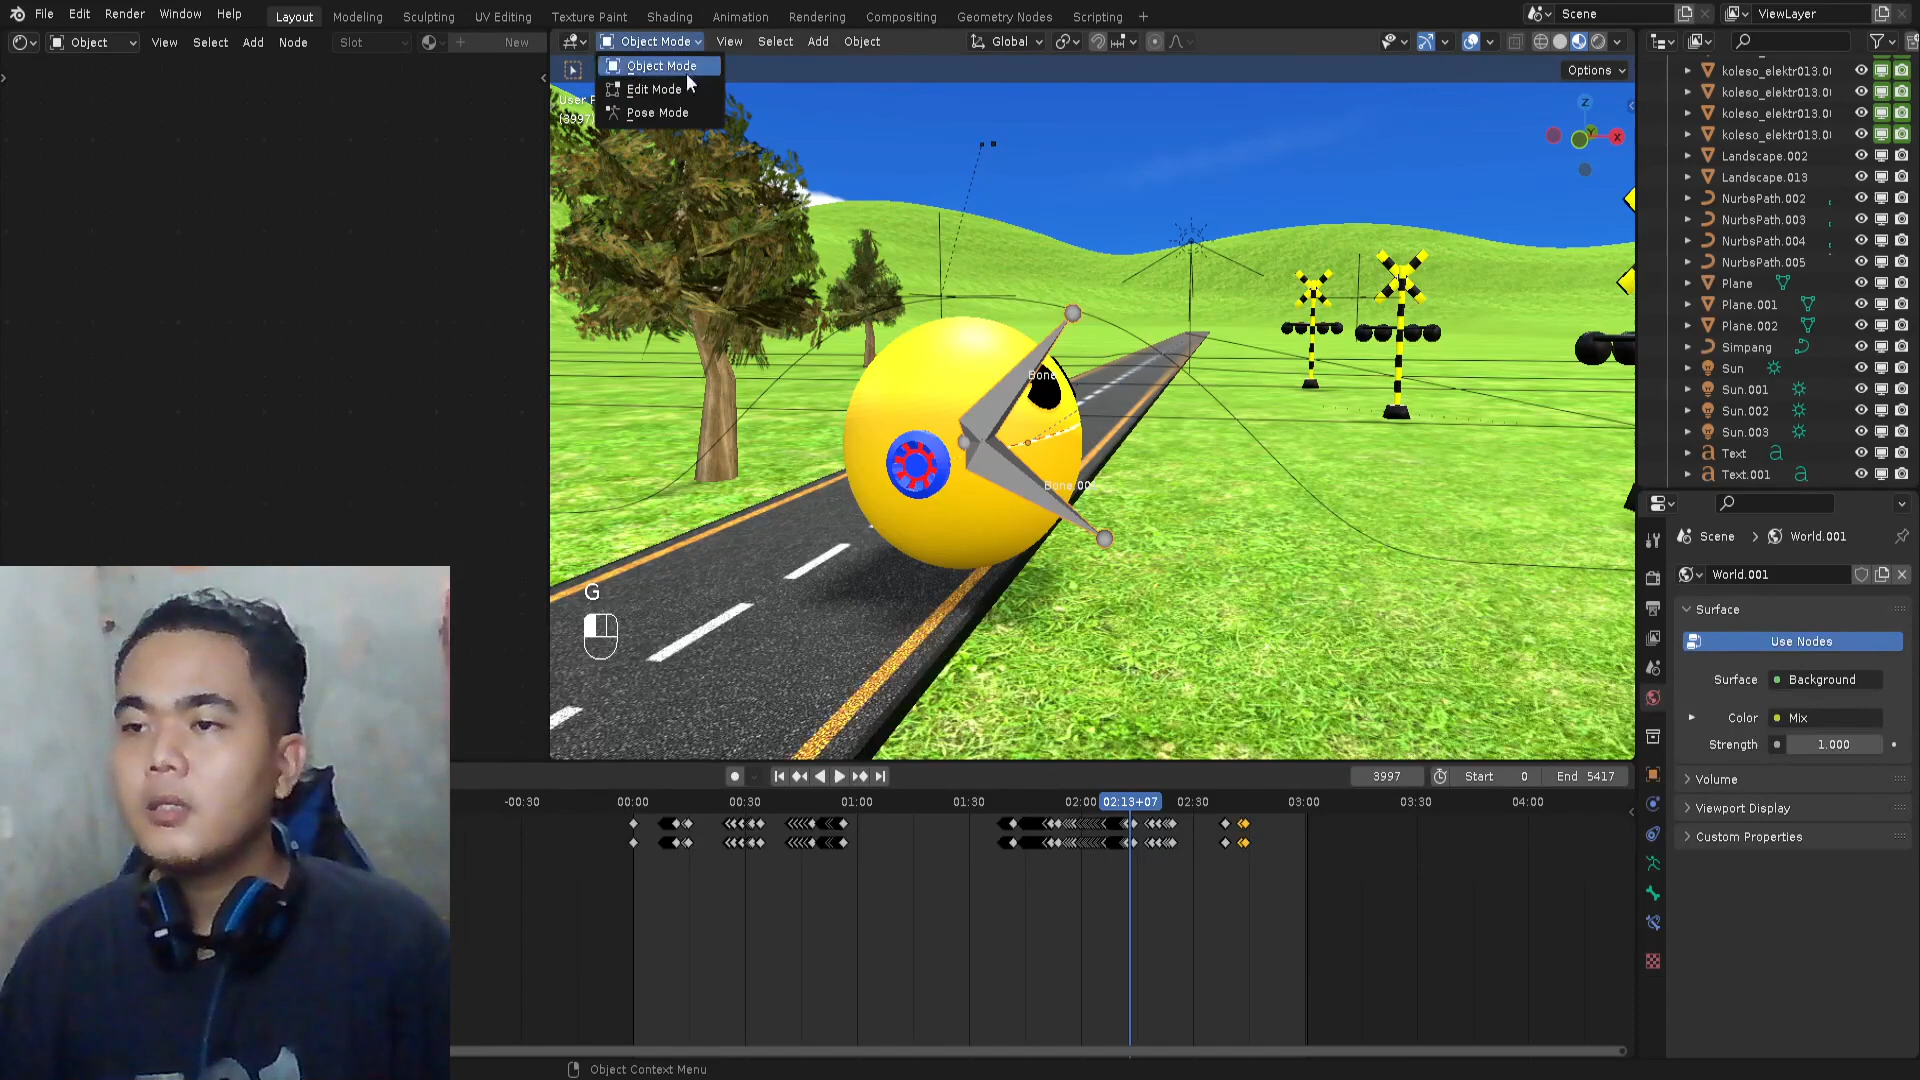 File Edit Render Window Help Layout Modeling Sculpting UV Editing Texture Paint Shading Animation Rendering Compositing Geometry Nodes Scripting + Scene ViewLayer
Object View Select Add Node Slot New Object Mode View Select Add Object Global
Options
Object Mode
Edit Mode
Pose Mode
User P
(3997)
Z
Y
X
Bone
Bone.00
G
koleso_elektr013.0
koleso_elektr013.0
koleso_elektr013.0
koleso_elektr013.0
Landscape.002
Landscape.013
NurbsPath.002
NurbsPath.003
NurbsPath.004
NurbsPath.005
Plane
Plane.001
Plane.002
Simpang
Sun
Sun.001
Sun.002
Sun.003
Text
Text.001
Scene > World.001
World.001
Surface
Use Nodes
Surface Background
Color Mix
Strength 1.000
Volume
Viewport Display
Custom Properties
3997 Start 0 End 5417
-00:30 00:00 00:30 01:00 01:30 02:00 02:13+07 02:30 03:00 03:30 04:00
Object Context Menu